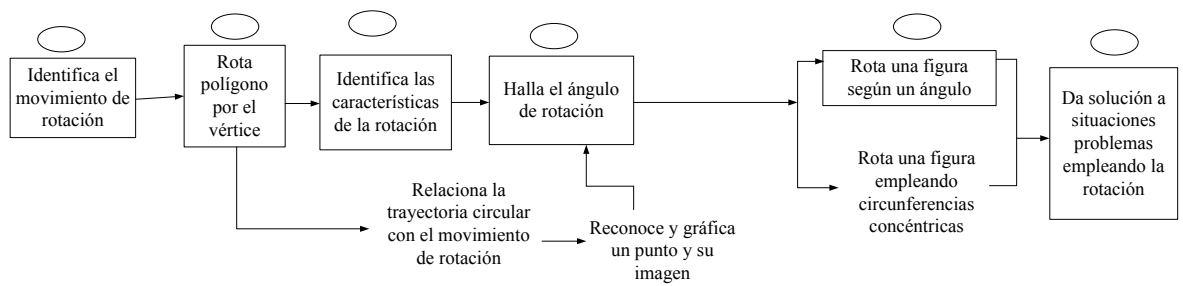 Identifica el
movimiento de
rotación
Rota
polígono
por el
vértice
Identifica las
características
de la rotación
Halla el ángulo
de rotación
Relaciona la
trayectoria circular
con el movimiento
de rotación
Reconoce y gráfica
un punto y su
imagen
Rota una figura
según un ángulo
Rota una figura
empleando
circunferencias
concéntricas
Da solución a
situaciones
problemas
empleando la
rotación